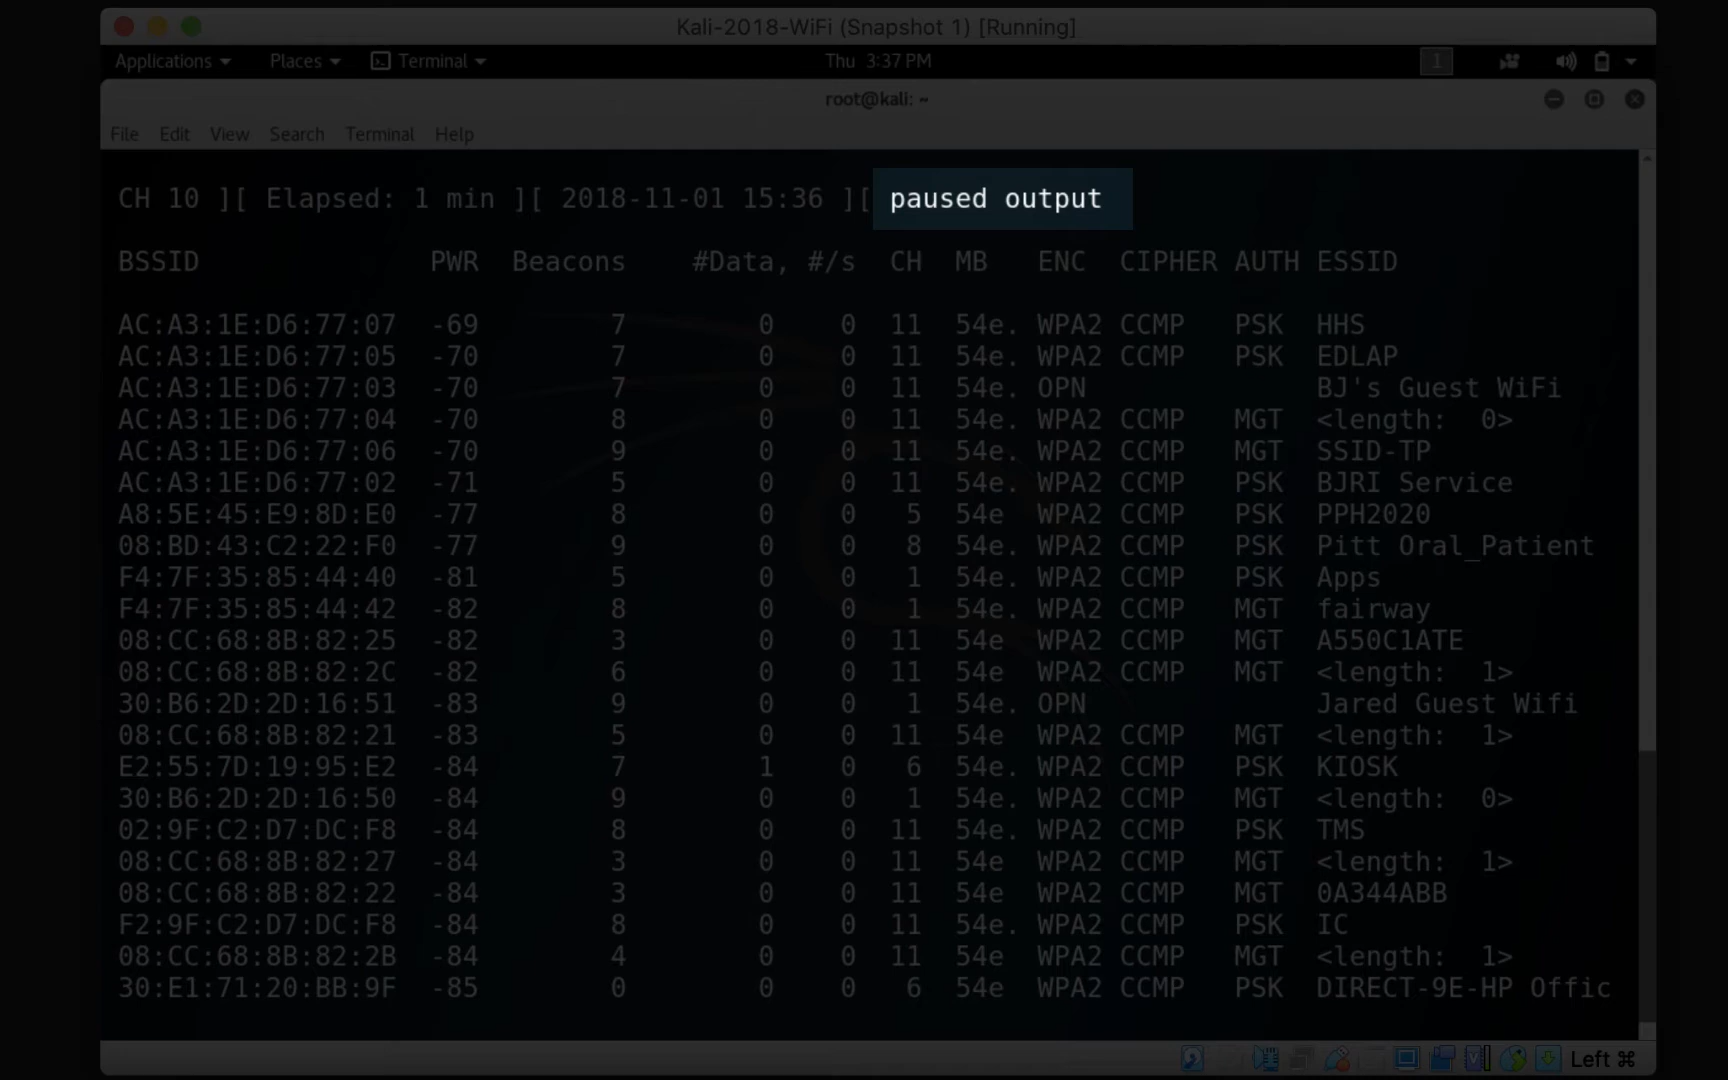 Kali-2018-WiFi (Snapshot 1) [Running]
Applications Places Terminal Thu 3:37 PM 1
root@kali: ~
File Edit View Search Terminal Help
CH 10 ][ Elapsed: 1 min ][ 2018-11-01 15:36 ][ paused output
BSSID PWR Beacons #Data, #/s CH MB ENC CIPHER AUTH ESSID
AC:A3:1E:D6:77:07 -69 7 0 0 11 54e. WPA2 CCMP PSK HHS
AC:A3:1E:D6:77:05 -70 7 0 0 11 54e. WPA2 CCMP PSK EDLAP
AC:A3:1E:D6:77:03 -70 7 0 0 11 54e. OPN BJ's Guest WiFi
AC:A3:1E:D6:77:04 -70 8 0 0 11 54e. WPA2 CCMP MGT <length: 0>
AC:A3:1E:D6:77:06 -70 9 0 0 11 54e. WPA2 CCMP MGT SSID-TP
AC:A3:1E:D6:77:02 -71 5 0 0 11 54e. WPA2 CCMP PSK BJRI Service
A8:5E:45:E9:8D:E0 -77 8 0 0 5 54e WPA2 CCMP PSK PPH2020
08:BD:43:C2:22:F0 -77 9 0 0 8 54e. WPA2 CCMP PSK Pitt Oral_Patient
F4:7F:35:85:44:40 -81 5 0 0 1 54e. WPA2 CCMP PSK Apps
F4:7F:35:85:44:42 -82 8 0 0 1 54e. WPA2 CCMP MGT fairway
08:CC:68:8B:82:25 -82 3 0 0 11 54e WPA2 CCMP MGT A550C1ATE
08:CC:68:8B:82:2C -82 6 0 0 11 54e WPA2 CCMP MGT <length: 1>
30:B6:2D:2D:16:51 -83 9 0 0 1 54e. OPN Jared Guest Wifi
08:CC:68:8B:82:21 -83 5 0 0 11 54e WPA2 CCMP MGT <length: 1>
E2:55:7D:19:95:E2 -84 7 1 0 6 54e. WPA2 CCMP PSK KIOSK
30:B6:2D:2D:16:50 -84 9 0 0 1 54e. WPA2 CCMP MGT <length: 0>
02:9F:C2:D7:DC:F8 -84 8 0 0 11 54e. WPA2 CCMP PSK TMS
08:CC:68:8B:82:27 -84 3 0 0 11 54e WPA2 CCMP MGT <length: 1>
08:CC:68:8B:82:22 -84 3 0 0 11 54e WPA2 CCMP MGT 0A344ABB
F2:9F:C2:D7:DC:F8 -84 8 0 0 11 54e. WPA2 CCMP PSK IC
08:CC:68:8B:82:2B -84 4 0 0 11 54e WPA2 CCMP MGT <length: 1>
30:E1:71:20:BB:9F -85 0 0 0 6 54e WPA2 CCMP PSK DIRECT-9E-HP Offic
Left ⌘